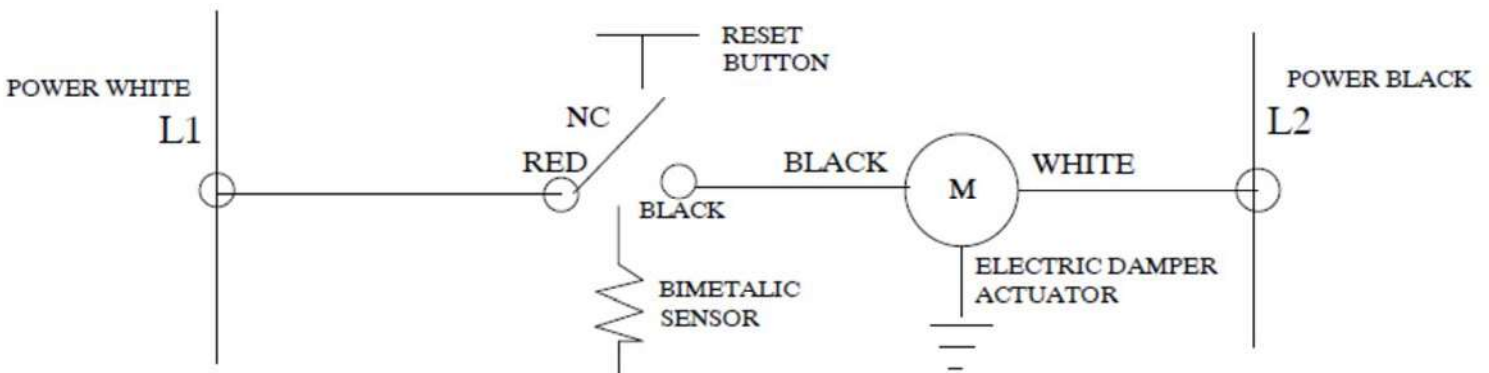 RESET
BUTTON
POWER WHITE
L1
NC
RED
BLACK
BLACK
M
WHITE
POWER BLACK
L2
BIMETALIC
SENSOR
ELECTRIC DAMPER
ACTUATOR